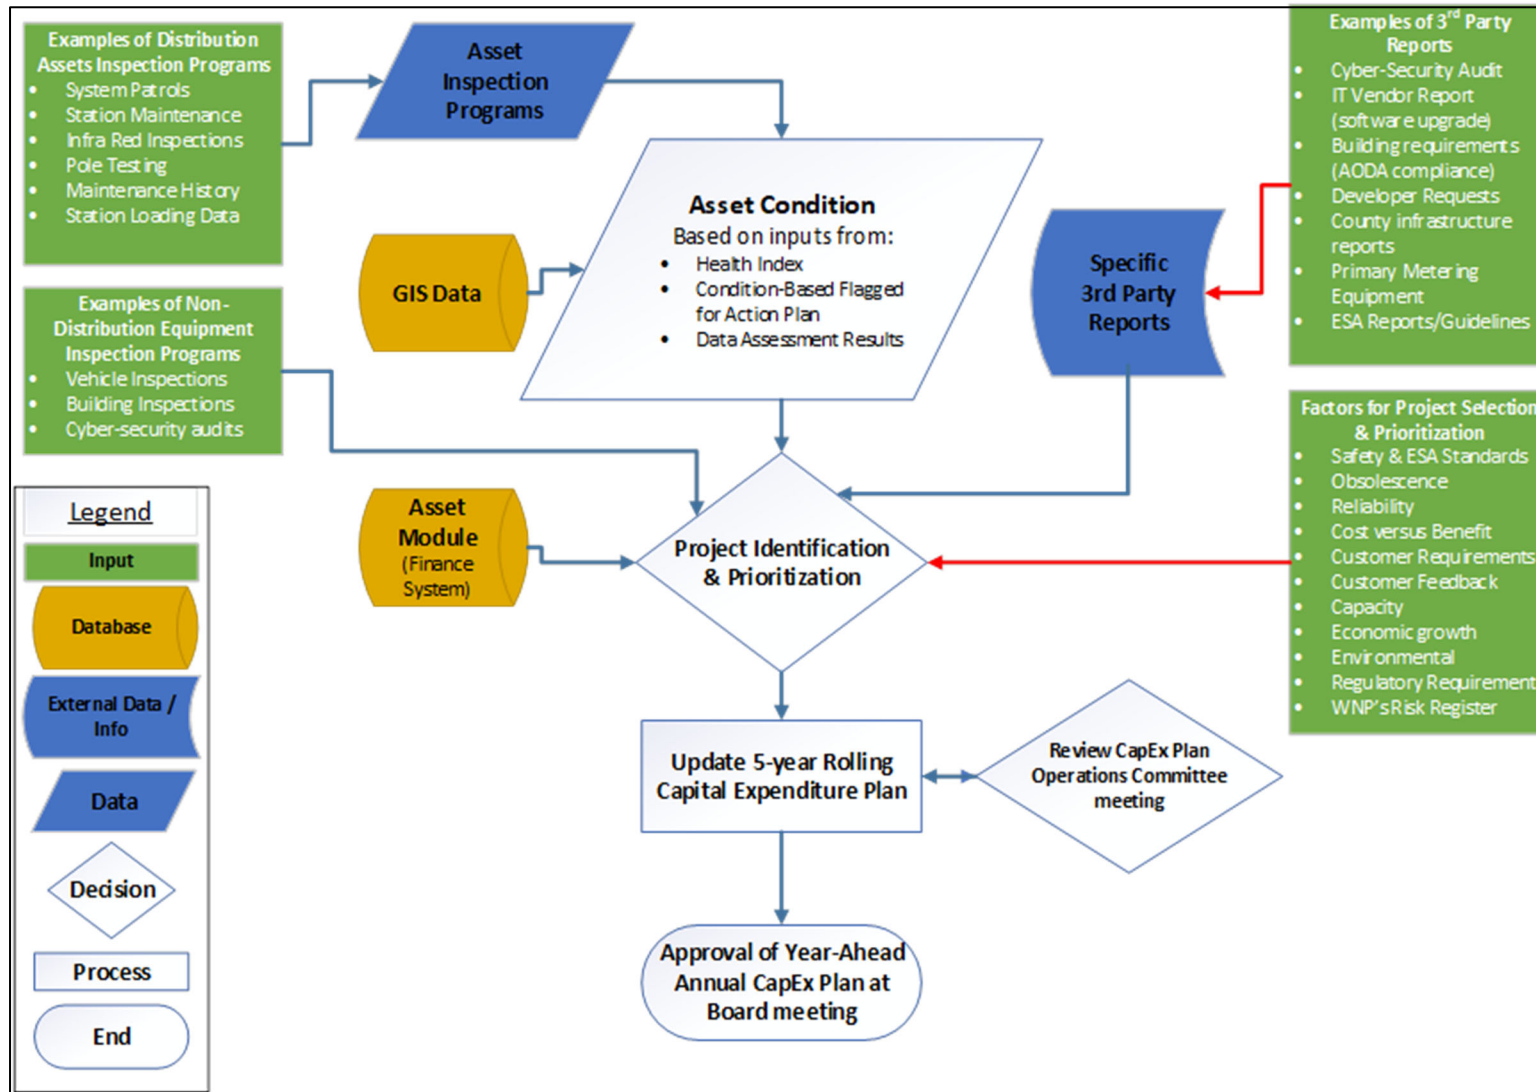 Examples of Distribution
Assets Inspection Programs
• System Patrols
• Station Maintenance
• Infra Red Inspections
• Pole Testing
• Maintenance History
• Station Loading Data
Asset
Inspection
Programs
Examples of 3rd Party
Reports
• Cyber-Security Audit
• IT Vendor Report
(software upgrade)
• Building requirements
(AODA compliance)
• Developer Requests
• County infrastructure
reports
• Primary Metering
Equipment
• ESA Reports/Guidelines
Asset Condition
Based on inputs from:
• Health Index
• Condition-Based Flagged
for Action Plan
• Data Assessment Results
GIS Data
Specific
3rd Party
Reports
Examples of Non-
Distribution Equipment
Inspection Programs
• Vehicle Inspections
• Building Inspections
• Cyber-security audits
Factors for Project Selection
& Prioritization
• Safety & ESA Standards
• Obsolescence
• Reliability
• Cost versus Benefit
• Customer Requirements
• Customer Feedback
• Capacity
• Economic growth
• Environmental
• Regulatory Requirement
• WNP's Risk Register
Asset
Module
(Finance
System)
Project Identification
& Prioritization
Update 5-year Rolling
Capital Expenditure Plan
Review CapEx Plan
Operations Committee
meeting
Approval of Year-Ahead
Annual CapEx Plan at
Board meeting
Legend
Input
Database
External Data /
Info
Data
Decision
Process
End